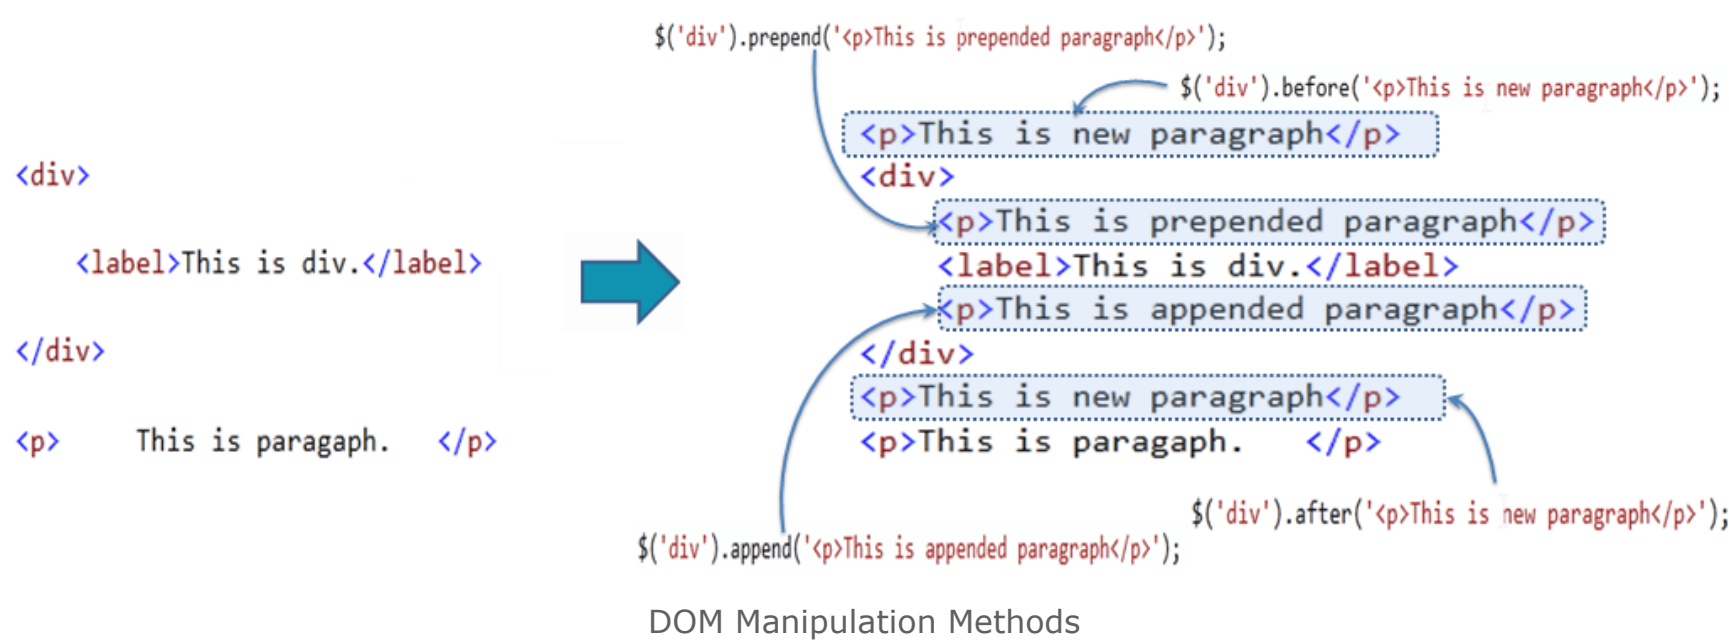 $('div').prepend('<p>This is prepended paragraph</p>');
$('div').before('<p>This is new paragraph</p>');
<div>
<label>This is div.</label>
</div>
<p>     This is paragaph.   </p>
<p>This is new paragraph</p>
<div>
<p>This is prepended paragraph</p>
<label>This is div.</label>
<p>This is appended paragraph</p>
</div>
<p>This is new paragraph</p>
<p>This is paragaph.   </p>
$('div').after('<p>This is new paragraph</p>');
$('div').append('<p>This is appended paragraph</p>');
DOM Manipulation Methods